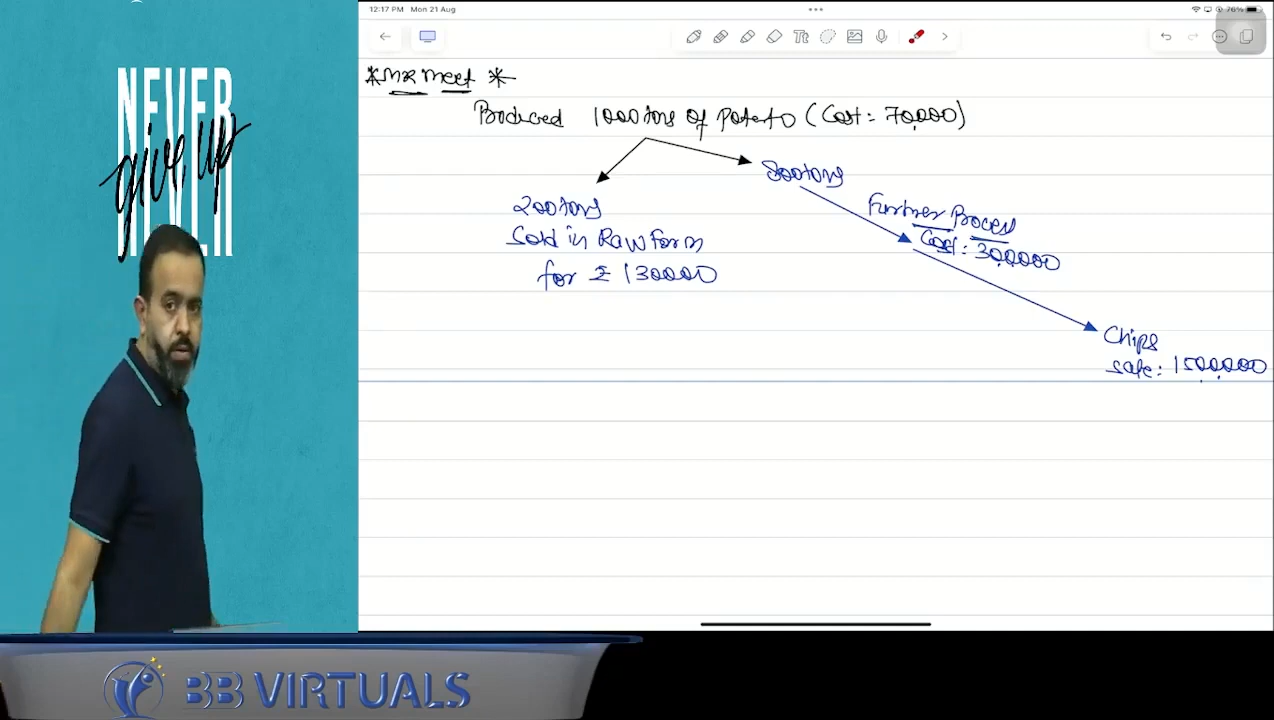 12:17 PM Mon 21 Aug
76%
NEVER
give up
NEVER
*Mr Meet*
Produced 1000 tons of Potato (Cost = 70,000)
800 tons
200 tons
Sold in Raw form
for ₹ 130000
Further Process
Cost: 300000
Chips
sale: 1500000
BB VIRTUALS